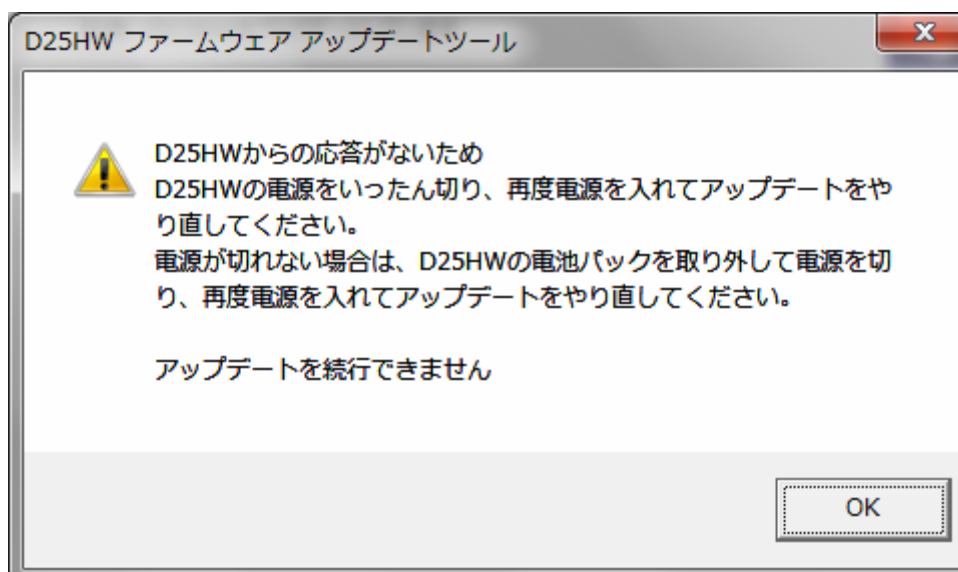 D25HW ファームウェア アップデートツール
D25HWからの応答がないため
D25HWの電源をいったん切り、再度電源を入れてアップデートをや
り直してください。
電源が切れない場合は、D25HWの電池パックを取り外して電源を切
り、再度電源を入れてアップデートをやり直してください。
アップデートを続行できません
OK